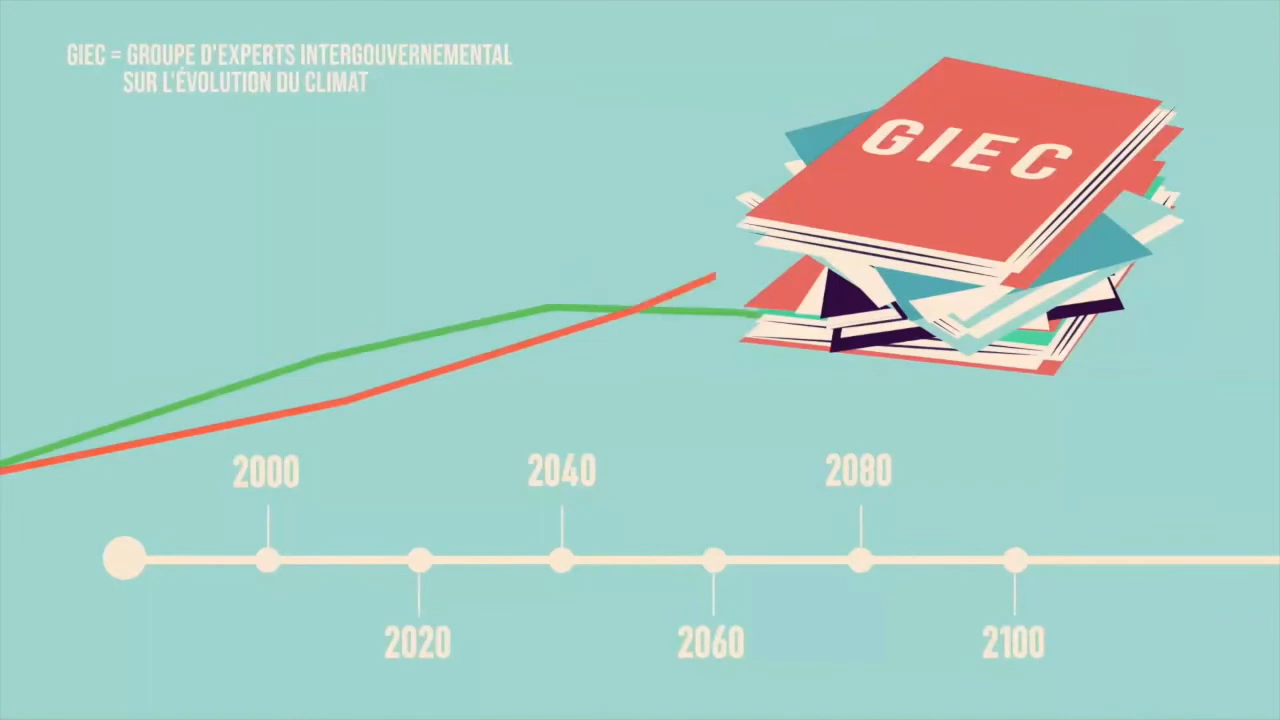 GIEC = GROUPE D'EXPERTS INTERGOUVERNEMENTAL
SUR L'ÉVOLUTION DU CLIMAT
GIEC
2000
2040
2080
2020
2060
2100